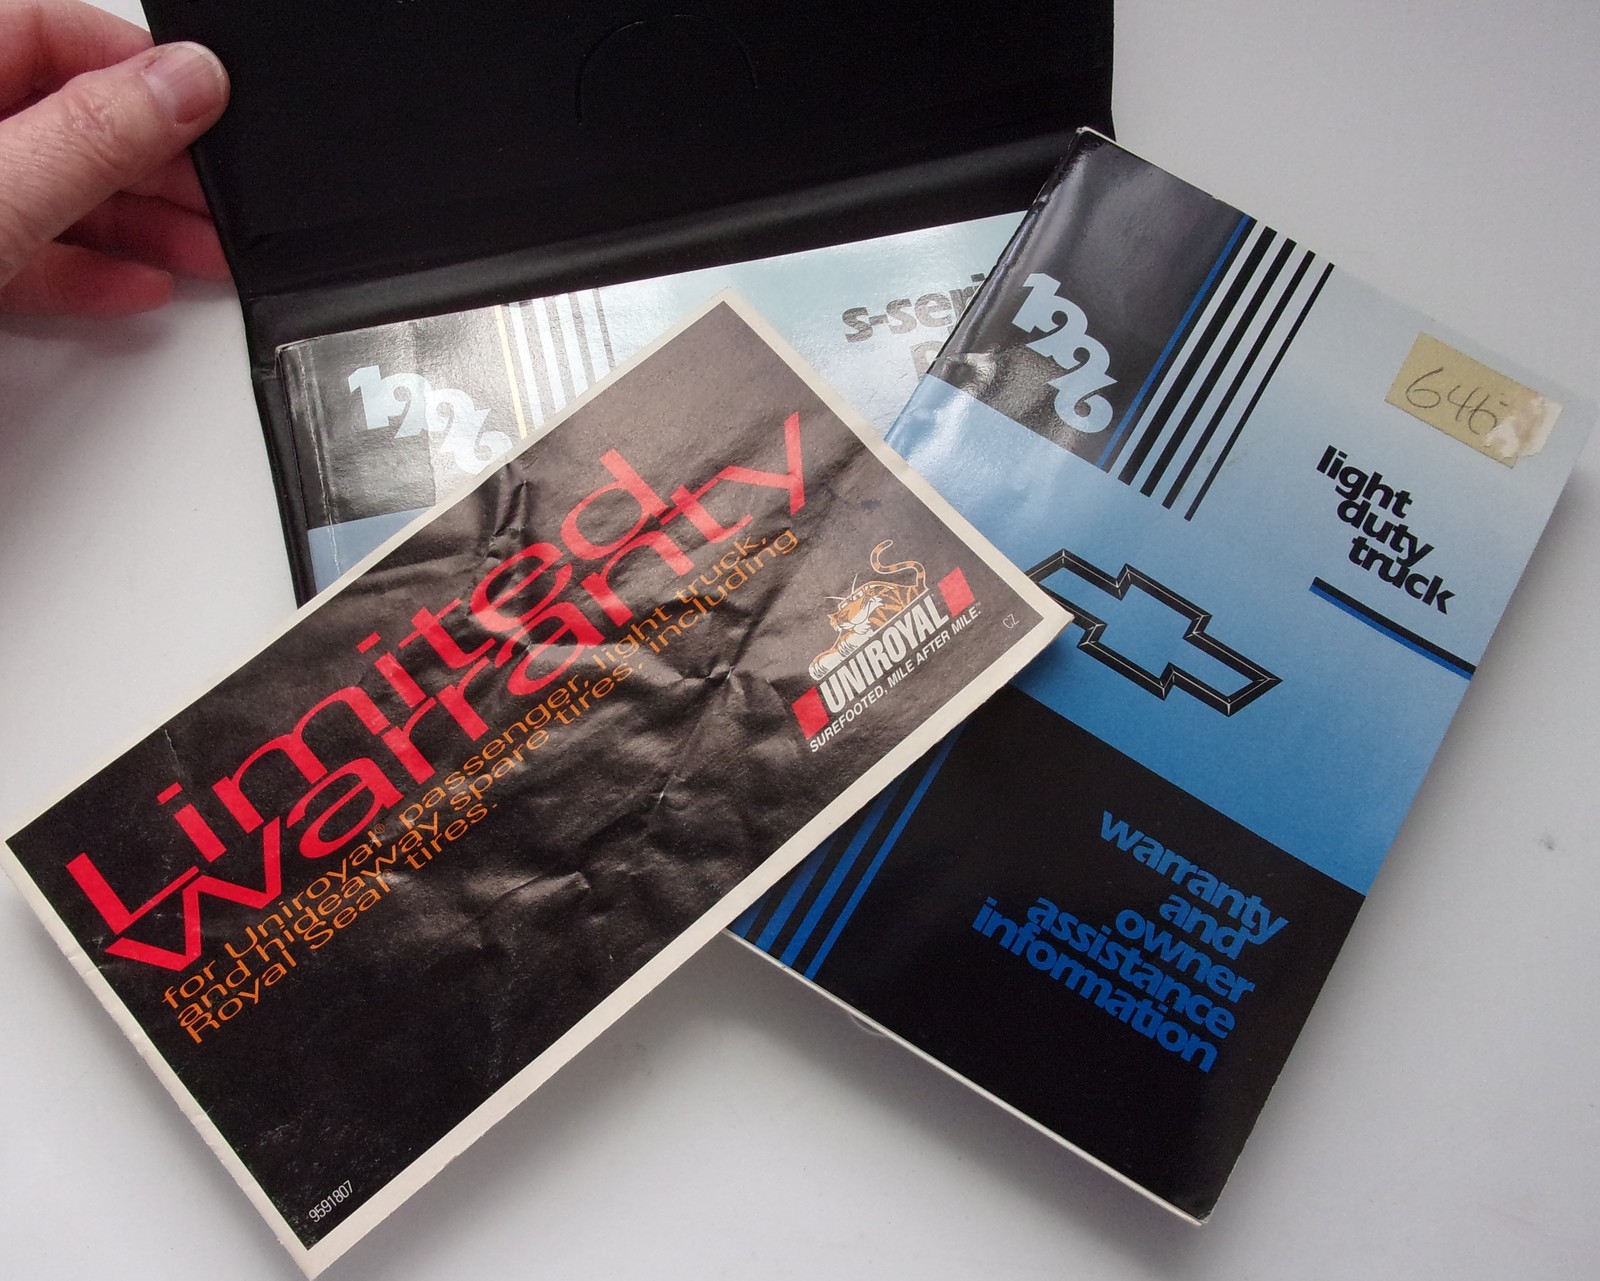 1996
s-seri
1996
646-
light
duty
truck
warranty
and
owner
assistance
information
Limited
warranty
for Uniroyal® passenger, light truck,
and hideaway spare tires, including
Royal Seal tires.
UNIROYAL
SUREFOOTED, MILE AFTER MILE.™
CZ
9591807